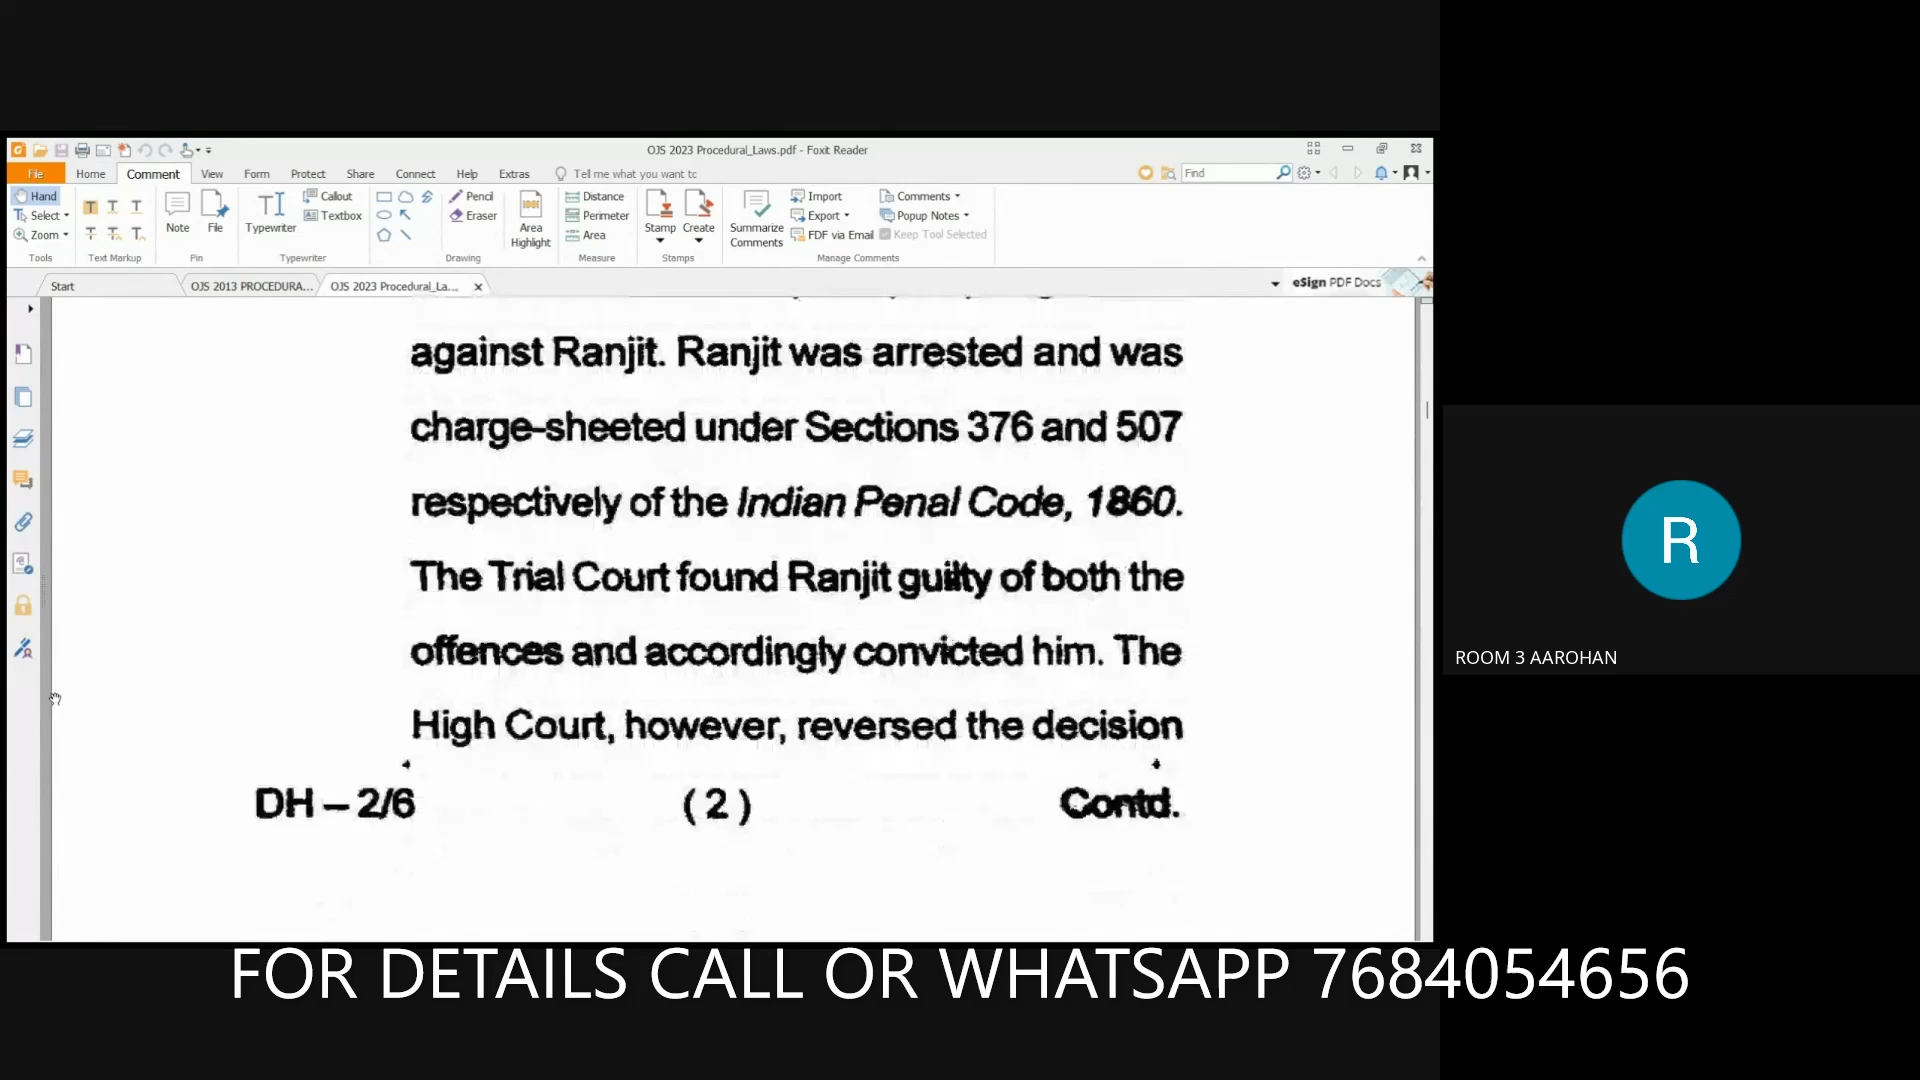 OJS 2023 Procedural_Laws.pdf - Foxit Reader
File Home Comment View Form Protect Share Connect Help Extras Tell me what you want tc Find
Hand
Select
Zoom
Tools
Text Markup
Note
File
Pin
Typewriter
Callout
Textbox
Typewriter
Pencil
Eraser
Area
Highlight
Drawing
Distance
Perimeter
Area
Measure
Stamp
Create
Stamps
Summarize
Comments
Import
Export
FDF via Email
Comments
Popup Notes
Keep Tool Selected
Manage Comments
Start
OJS 2013 PROCEDURA...
OJS 2023 Procedural_La...
eSign PDF Docs
against Ranjit. Ranjit was arrested and was
charge-sheeted under Sections 376 and 507
respectively of the Indian Penal Code, 1860.
The Trial Court found Ranjit guilty of both the
offences and accordingly convicted him. The
High Court, however, reversed the decision
DH – 2/6 ( 2 ) Contd.
R
ROOM 3 AAROHAN
FOR DETAILS CALL OR WHATSAPP 7684054656